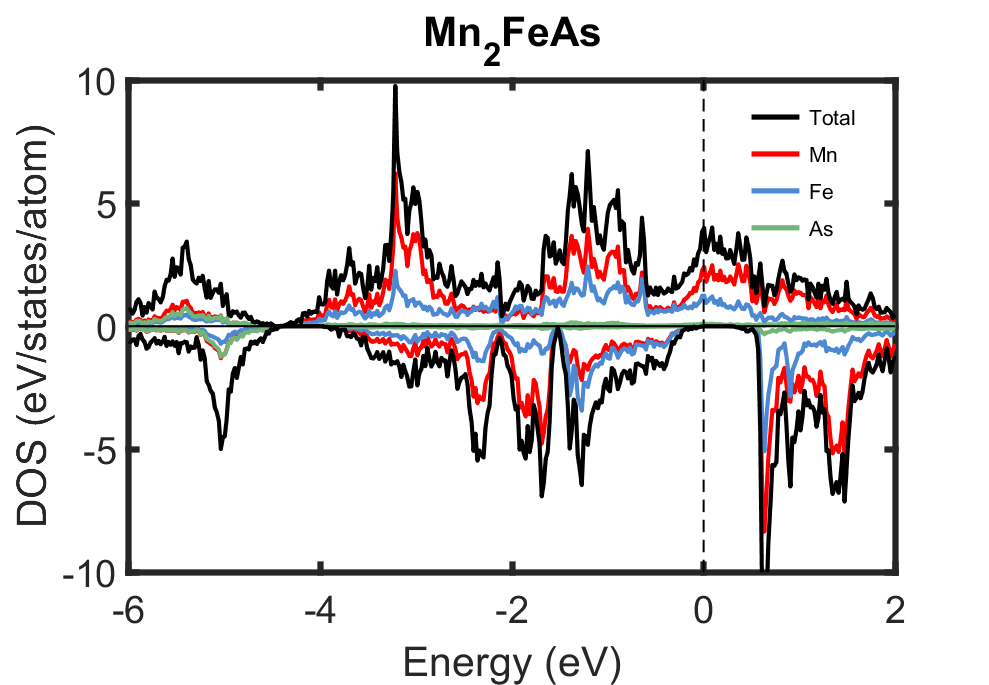 Mn2FeAs
10
5
0
-5
-10
DOS (eV/states/atom)
Total
Mn
Fe
As
-6
-4
-2
0
2
Energy (eV)